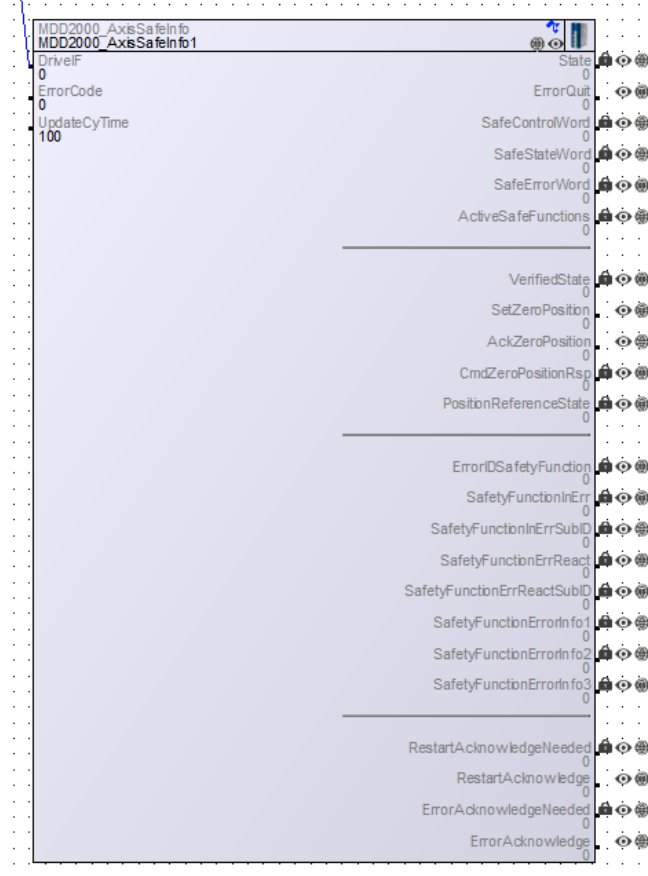 MDD2000_AxisSafeInfo
MDD2000_AxisSafeInfo1
DriveIF
0
State
0
ErrorCode
0
ErrorQuit
0
UpdateCyTime
100
SafeControlWord
0
SafeStateWord
0
SafeErrorWord
0
ActiveSafeFunctions
0
VerifiedState
0
SetZeroPosition
0
AckZeroPosition
0
CmdZeroPositionRsp
0
PositionReferenceState
0
ErrorIDSafetyFunction
0
SafetyFunctionInErr
0
SafetyFunctionInErrSubID
0
SafetyFunctionErrReact
0
SafetyFunctionErrReactSubID
0
SafetyFunctionErrorInfo1
0
SafetyFunctionErrorInfo2
0
SafetyFunctionErrorInfo3
0
RestartAcknowledgeNeeded
0
RestartAcknowledge
0
ErrorAcknowledgeNeeded
0
ErrorAcknowledge
0